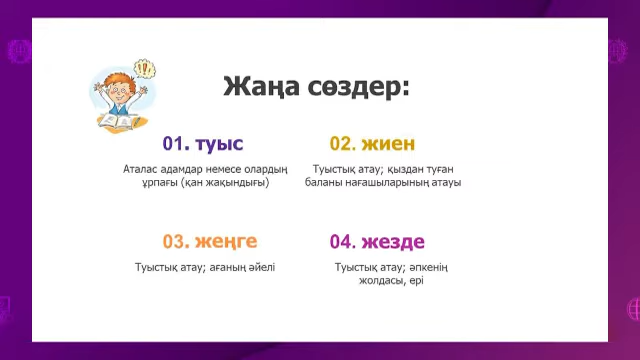 Жаңа сөздер:
01. туыс
Аталас адамдар немесе олардың
ұрпағы (қан жақындығы)
02. жиен
Туыстық атау; қыздан туған
баланы нағашыларының атауы
03. жеңге
Туыстық атау; ағаның әйелі
04. жезде
Туыстық атау; әпкенің
жолдасы, ері